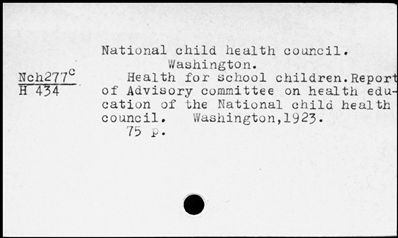 National child health council.
Washington.
Nch277c Health for school children.Report
H 434 of Advisory committee on health edu-
cation of the National child health
council. Washington,1923.
75 p.